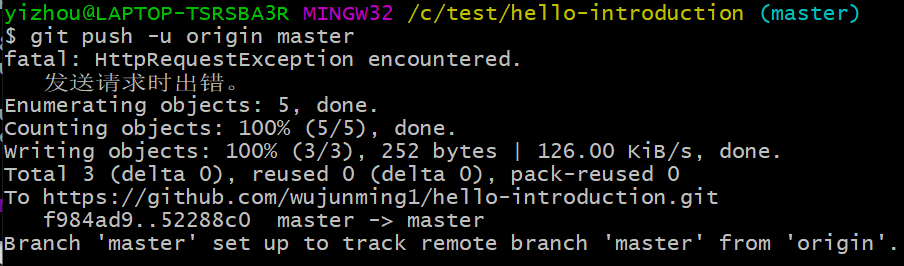 yizhou@LAPTOP-TSRSBA3R MINGW32 /c/test/hello-introduction (master)
$ git push -u origin master
fatal: HttpRequestException encountered.
   发送请求时出错。
Enumerating objects: 5, done.
Counting objects: 100% (5/5), done.
Writing objects: 100% (3/3), 252 bytes | 126.00 KiB/s, done.
Total 3 (delta 0), reused 0 (delta 0), pack-reused 0
To https://github.com/wujunming1/hello-introduction.git
   f984ad9..52288c0  master -> master
Branch 'master' set up to track remote branch 'master' from 'origin'.